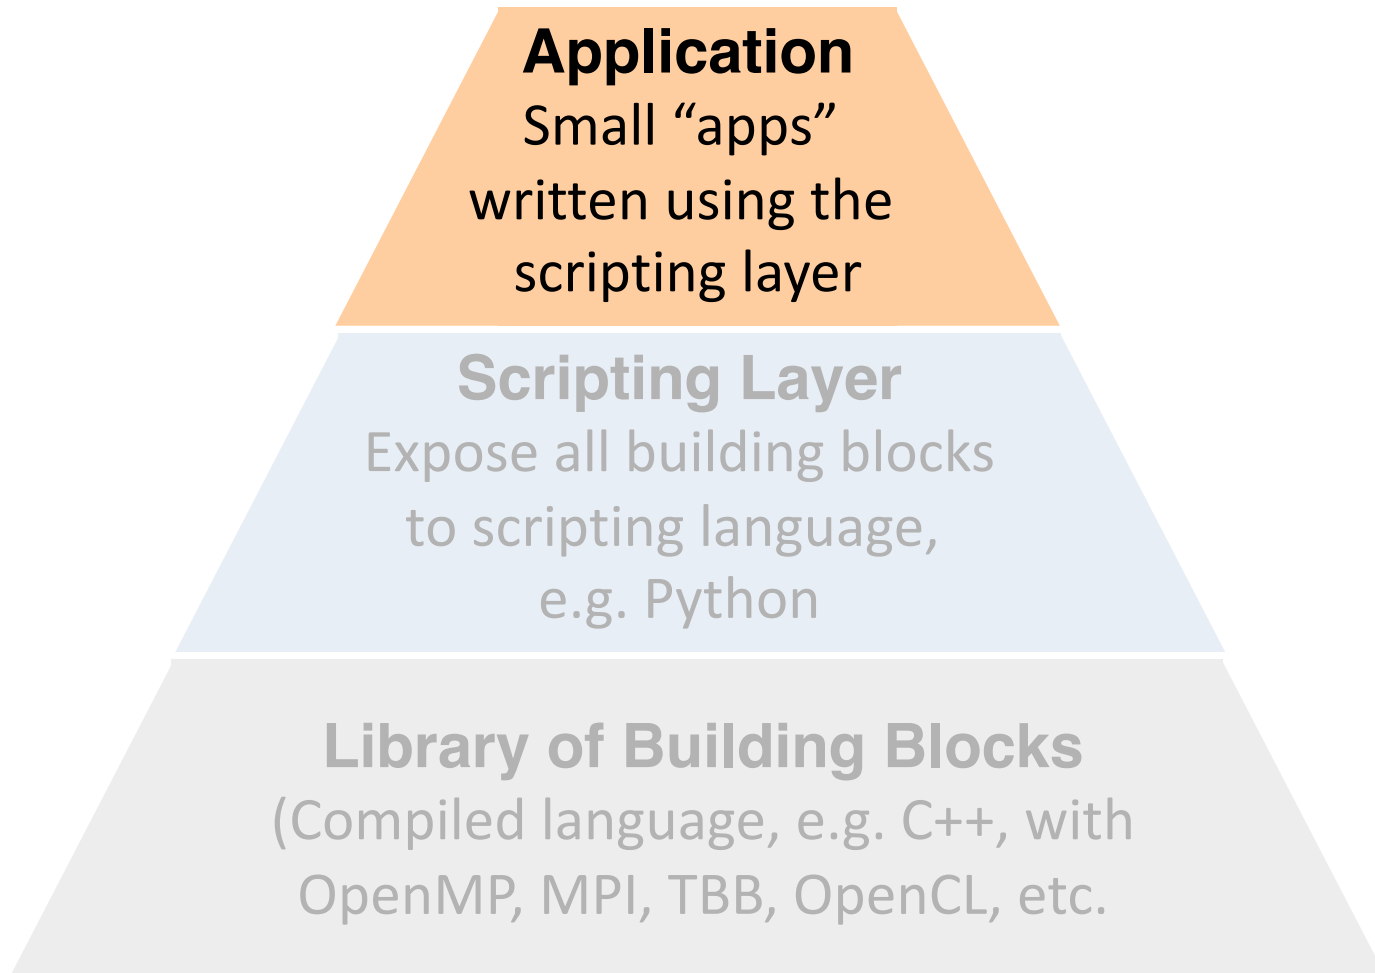 Application
Small “apps”
written using the
scripting layer
Scripting Layer
Expose all building blocks
to scripting language,
e.g. Python
Library of Building Blocks
(Compiled language, e.g. C++, with
OpenMP, MPI, TBB, OpenCL, etc.